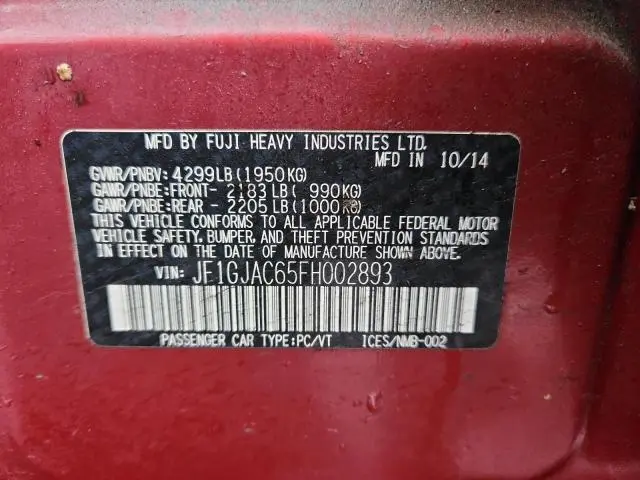 MFD BY FUJI HEAVY INDUSTRIES LTD.
MFD IN 10/14
GVWR/PNBV: 4299LB(1950KG)
GAWR/PNBE:FRONT- 2183 LB( 990KG)
GAWR/PNBE:REAR - 2205LB(1000KG)
THIS VEHICLE CONFORMS TO ALL APPLICABLE FEDERAL MOTOR
VEHICLE SAFETY, BUMPER, AND THEFT PREVENTION STANDARDS
IN EFFECT ON THE DATE OF MANUFACTURE SHOWN ABOVE.
VIN: JF1GJAC65FH002893
PASSENGER CAR TYPE:PC/VT ICES/NMB-002